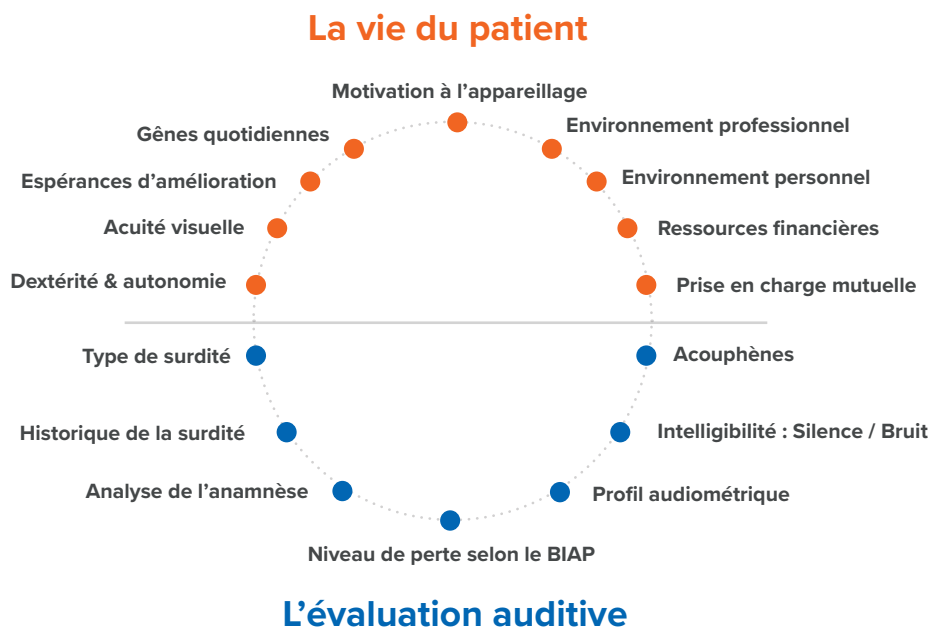 La vie du patient
Motivation à l’appareillage
Gênes quotidiennes
Environnement professionnel
Espérances d’amélioration
Environnement personnel
Acuité visuelle
Ressources financières
Dextérité & autonomie
Prise en charge mutuelle
Type de surdité
Acouphènes
Historique de la surdité
Intelligibilité : Silence / Bruit
Analyse de l’anamnèse
Profil audiométrique
Niveau de perte selon le BIAP
L’évaluation auditive